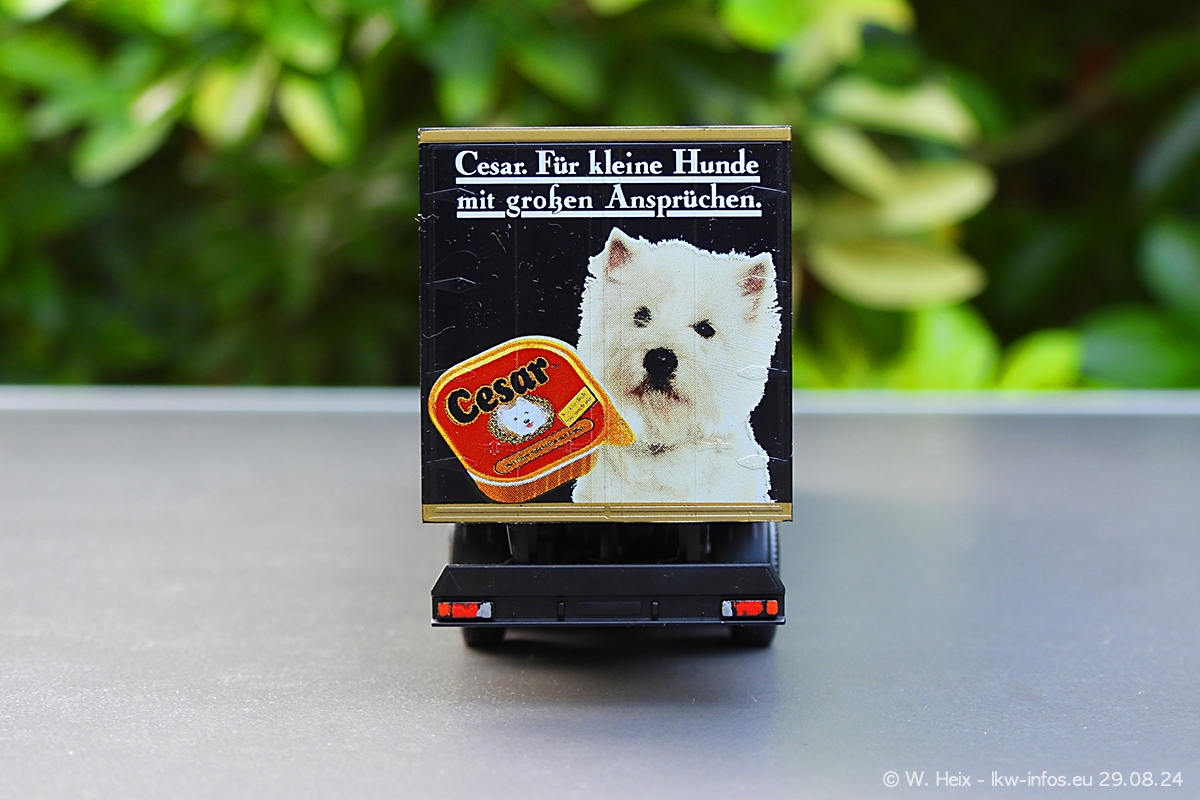 Cesar. Für kleine Hunde
mit großen Ansprüchen.
Cesar
© W. Heix - lkw-infos.eu 29.08.24